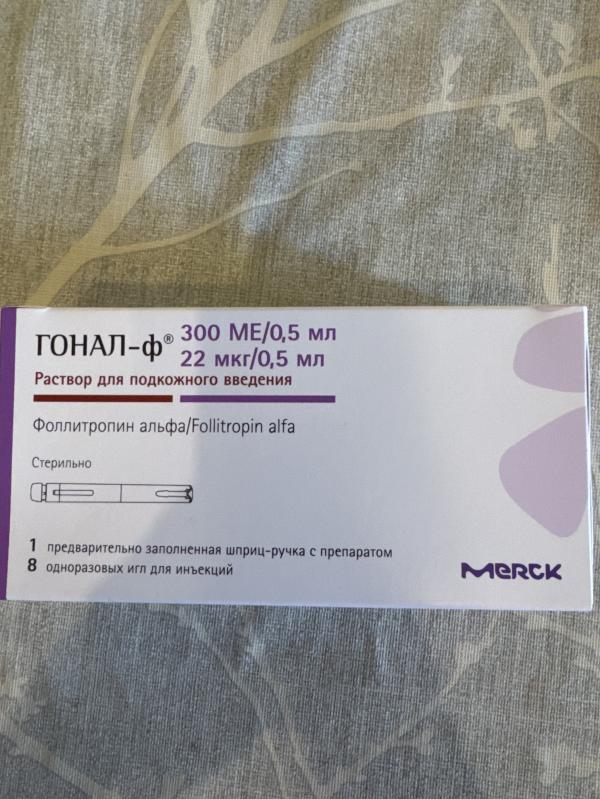 ГОНАЛ-ф® 300 МЕ/0,5 мл
22 мкг/0,5 мл
Раствор для подкожного введения
Фоллитропин альфа/Follitropin alfa
Стерильно
1 предварительно заполненная шприц-ручка с препаратом
8 одноразовых игл для инъекций
Merck